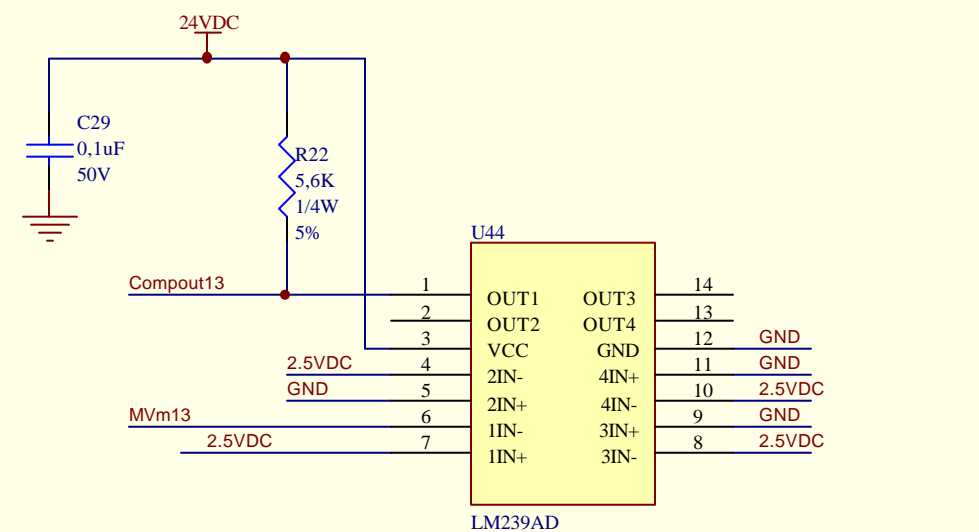 24VDC
C29
0,1uF
50V
R22
5,6K
1/4W
5%
U44
Compout13
1
OUT1
OUT3
14
2
OUT2
OUT4
13
3
VCC
GND
12
GND
2.5VDC
4
2IN-
4IN+
11
GND
GND
5
2IN+
4IN-
10
2.5VDC
MVm13
6
1IN-
3IN+
9
GND
2.5VDC
7
1IN+
3IN-
8
2.5VDC
LM239AD